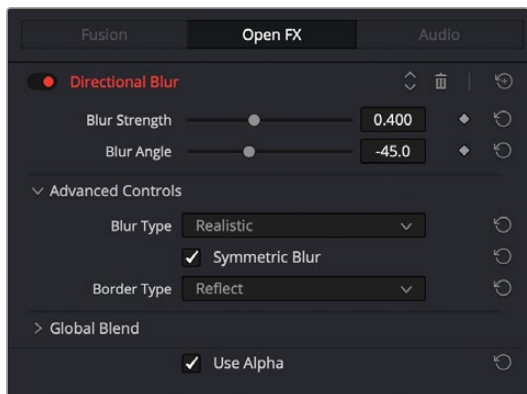 Fusion Open FX Audio
Directional Blur
Blur Strength 0.400
Blur Angle -45.0
Advanced Controls
Blur Type Realistic
Symmetric Blur
Border Type Reflect
Global Blend
Use Alpha